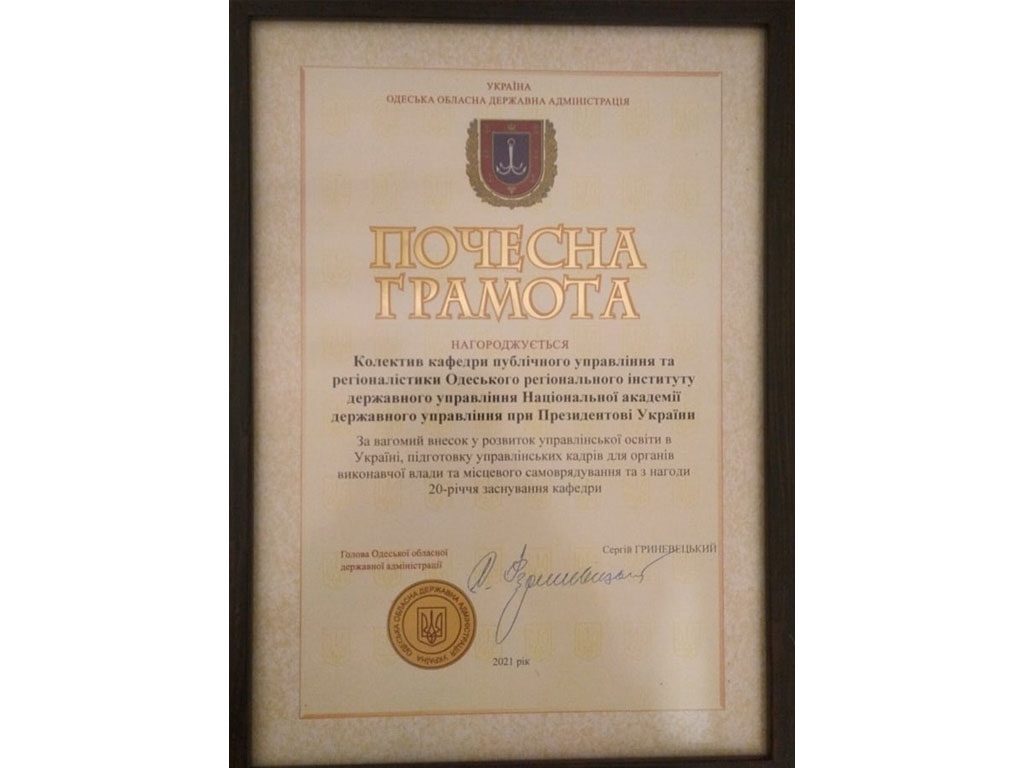 УКРАЇНА
ОДЕСЬКА ОБЛАСНА ДЕРЖАВНА АДМІНІСТРАЦІЯ
ПОЧЕСНА
ГРАМОТА
НАГОРОДЖУЄТЬСЯ
Колектив кафедри публічного управління та
регіоналістики Одеського регіонального інституту
державного управління Національної академії
державного управління при Президентові України
За вагомий внесок у розвиток управлінської освіти в
Україні, підготовку управлінських кадрів для органів
виконавчої влади та місцевого самоврядування та з нагоди
20-річчя заснування кафедри
Голова Одеської обласної
державної адміністрації
Сергій ГРИНЕВЕЦЬКИЙ
ОДЕСЬКА ОБЛАСНА ДЕРЖАВНА АДМІНІСТРАЦІЯ
УКРАЇНА
2021 рік